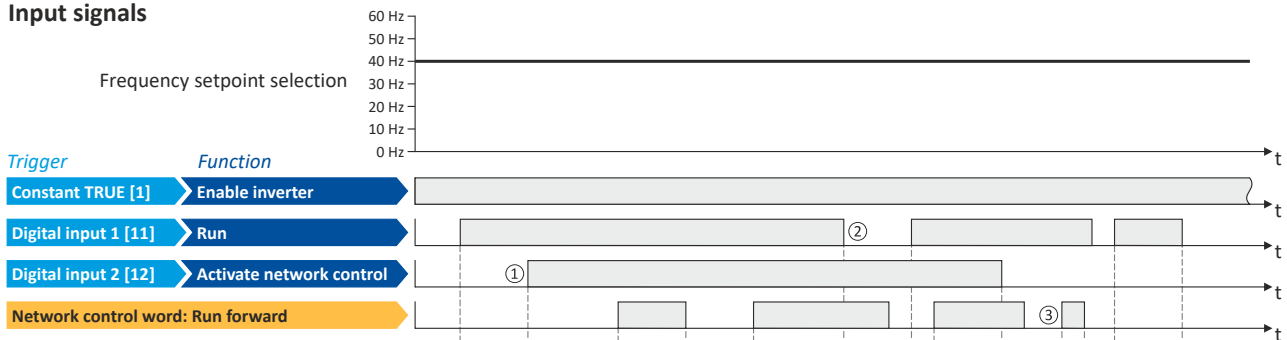 Input signals
60 Hz
50 Hz
40 Hz
Frequency setpoint selection
30 Hz
20 Hz
10 Hz
0 Hz
t
Trigger Function
Constant TRUE [1] Enable inverter
t
Digital input 1 [11] Run ②
t
Digital input 2 [12] Activate network control ①
t
Network control word: Run forward ③
t